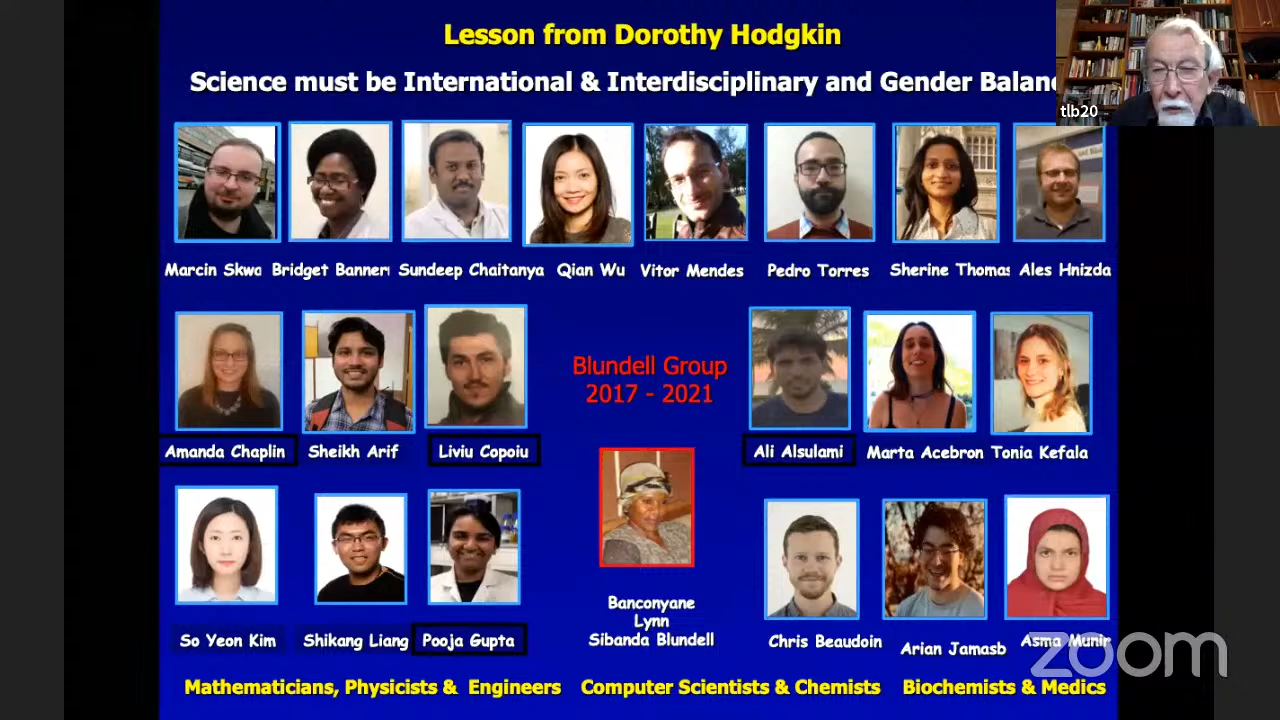 Lesson from Dorothy Hodgkin
Science must be International & Interdisciplinary and Gender Balan
tlb20
Marcin Skwa Bridget Banner Sundeep Chaitanya Qian Wu Vitor Mendes Pedro Torres Sherine Thomas Ales Hnizda
Blundell Group
2017 - 2021
Amanda Chaplin Sheikh Arif Liviu Copoiu Ali Alsulami Marta Acebron Tonia Kefala
Banconyane
Lynn
Sibanda Blundell
So Yeon Kim Shikang Liang Pooja Gupta Chris Beaudoin Arian Jamasb Asma Munir
zoom
Mathematicians, Physicists & Engineers Computer Scientists & Chemists Biochemists & Medics